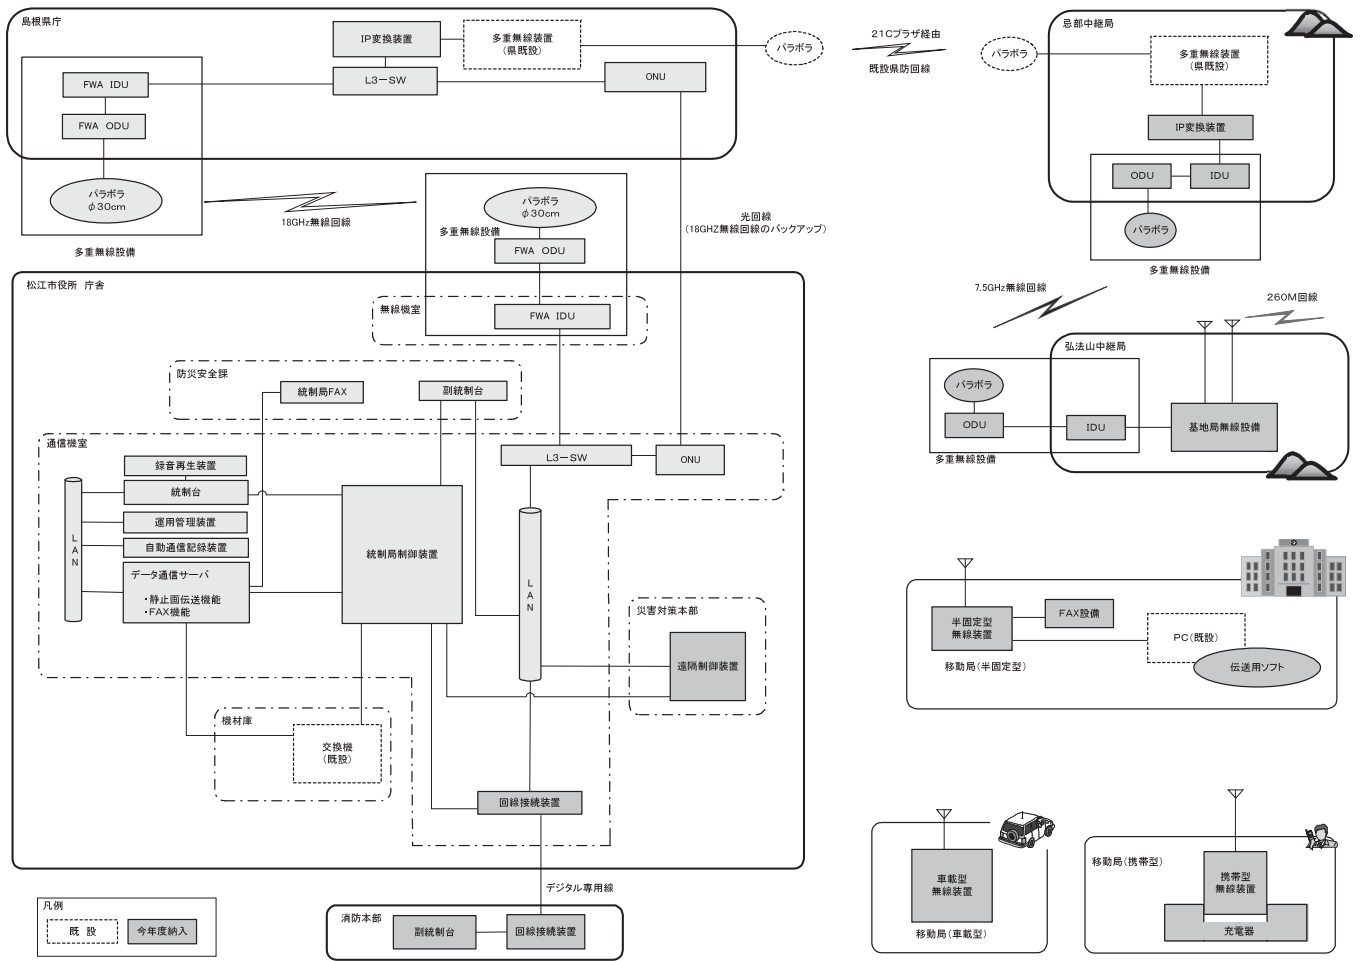 島根県庁
IP変換装置
多重無線装置
(県既設)
パラボラ
L3-SW
ONU
FWA IDU
FWA ODU
パラボラ
φ30cm
多重無線設備
18GHz無線回線
21Cプラザ経由
既設県防回線
忌部中継局
パラボラ
多重無線装置
(県既設)
IP変換装置
ODU
IDU
パラボラ
多重無線設備
パラボラ
φ30cm
多重無線設備
FWA ODU
FWA IDU
無線機室
光回線
(18GHZ無線回線のバックアップ)
7.5GHz無線回線
260M回線
弘法山中継局
パラボラ
ODU
IDU
基地局無線設備
多重無線設備
松江市役所 庁舎
防災安全課
統制局FAX
副統制台
通信機室
録音再生装置
統制台
運用管理装置
自動通信記録装置
データ通信サーバ
・静止画伝送機能
・FAX機能
LAN
統制局制御装置
L3-SW
ONU
LAN
災害対策本部
遠隔制御装置
機材庫
交換機
(既設)
回線接続装置
デジタル専用線
消防本部
副統制台
回線接続装置
凡例
既 設
今年度納入
半固定型
無線装置
FAX設備
PC(既設)
伝送用ソフト
移動局(半固定型)
車載型
無線装置
移動局(車載型)
移動局(携帯型)
携帯型
無線装置
充電器